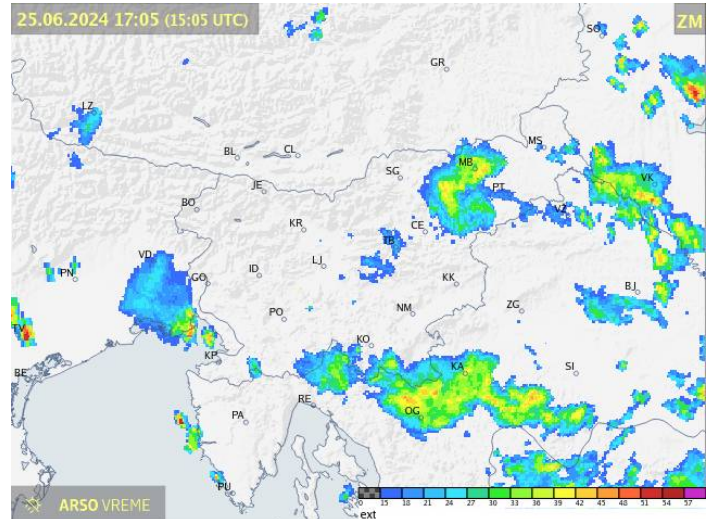 25.06.2024 17:05 (15:05 UTC)
ZM
SO
GR
LZ
MS
BL
CL
MB
SG
VK
JE
PT
BO
VŽ
KR
CE
TB
VD
LJ
PN
GO
ID
KK
BJ
PO
NM
ZG
TV
KO
KP
BE
KA
SI
RE
PA
OG
PU
ARSO VREME
0 15 18 21 24 27 30 33 36 39 42 45 48 51 54 57
ext